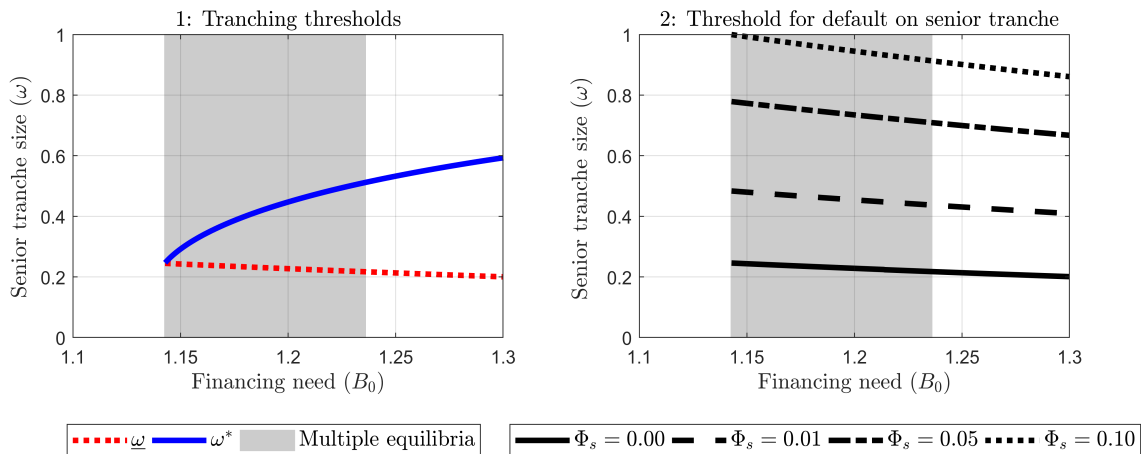 1: Tranching thresholds
Senior tranche size (ω)
1
0.8
0.6
0.4
0.2
0
1.1 1.15 1.2 1.25 1.3
Financing need (B₀)
2: Threshold for default on senior tranche
Senior tranche size (ω)
1
0.8
0.6
0.4
0.2
0
1.1 1.15 1.2 1.25 1.3
Financing need (B₀)
ω̲ ω* Multiple equilibria
Φₛ = 0.00 Φₛ = 0.01 Φₛ = 0.05 Φₛ = 0.10